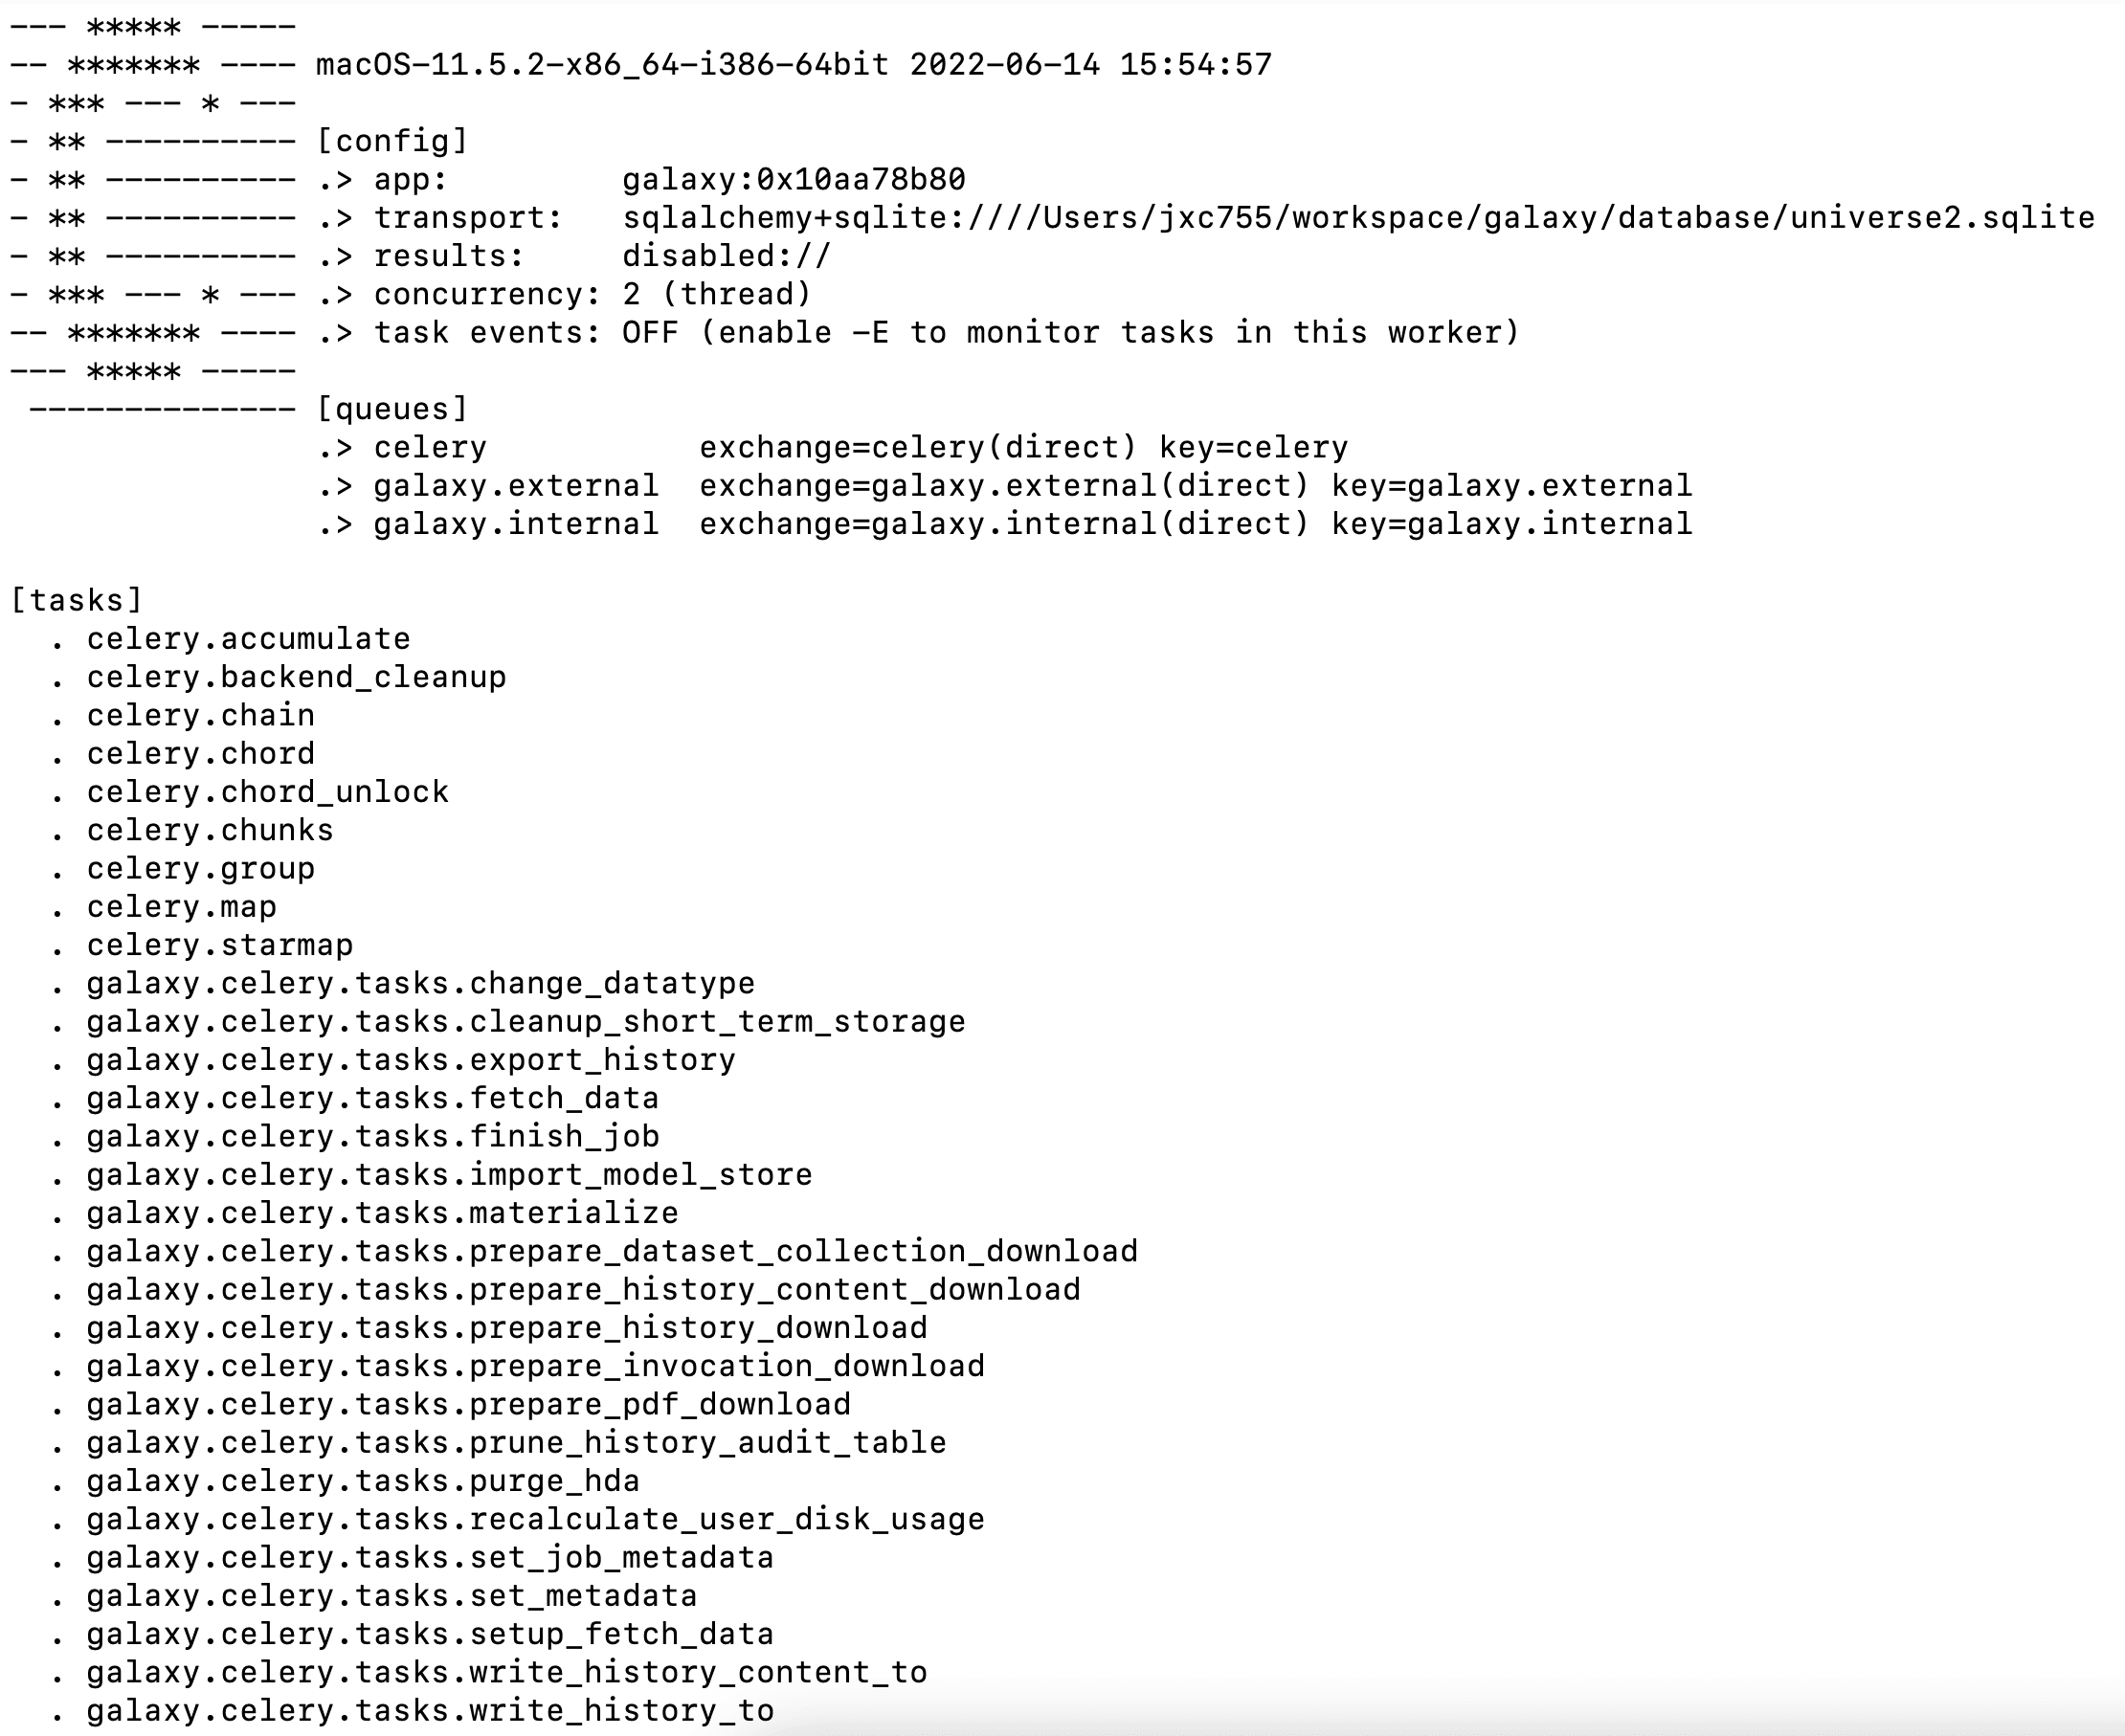 --- ***** -----
-- ******* ---- macOS-11.5.2-x86_64-i386-64bit 2022-06-14 15:54:57
- *** --- * ---
- ** ---------- [config]
- ** ---------- .> app:         galaxy:0x10aa78b80
- ** ---------- .> transport:   sqlalchemy+sqlite:////Users/jxc755/workspace/galaxy/database/universe2.sqlite
- ** ---------- .> results:     disabled://
- *** --- * --- .> concurrency: 2 (thread)
-- ******* ---- .> task events: OFF (enable -E to monitor tasks in this worker)
--- ***** -----
 -------------- [queues]
                .> celery           exchange=celery(direct) key=celery
                .> galaxy.external  exchange=galaxy.external(direct) key=galaxy.external
                .> galaxy.internal  exchange=galaxy.internal(direct) key=galaxy.internal

[tasks]
  . celery.accumulate
  . celery.backend_cleanup
  . celery.chain
  . celery.chord
  . celery.chord_unlock
  . celery.chunks
  . celery.group
  . celery.map
  . celery.starmap
  . galaxy.celery.tasks.change_datatype
  . galaxy.celery.tasks.cleanup_short_term_storage
  . galaxy.celery.tasks.export_history
  . galaxy.celery.tasks.fetch_data
  . galaxy.celery.tasks.finish_job
  . galaxy.celery.tasks.import_model_store
  . galaxy.celery.tasks.materialize
  . galaxy.celery.tasks.prepare_dataset_collection_download
  . galaxy.celery.tasks.prepare_history_content_download
  . galaxy.celery.tasks.prepare_history_download
  . galaxy.celery.tasks.prepare_invocation_download
  . galaxy.celery.tasks.prepare_pdf_download
  . galaxy.celery.tasks.prune_history_audit_table
  . galaxy.celery.tasks.purge_hda
  . galaxy.celery.tasks.recalculate_user_disk_usage
  . galaxy.celery.tasks.set_job_metadata
  . galaxy.celery.tasks.set_metadata
  . galaxy.celery.tasks.setup_fetch_data
  . galaxy.celery.tasks.write_history_content_to
  . galaxy.celery.tasks.write_history_to